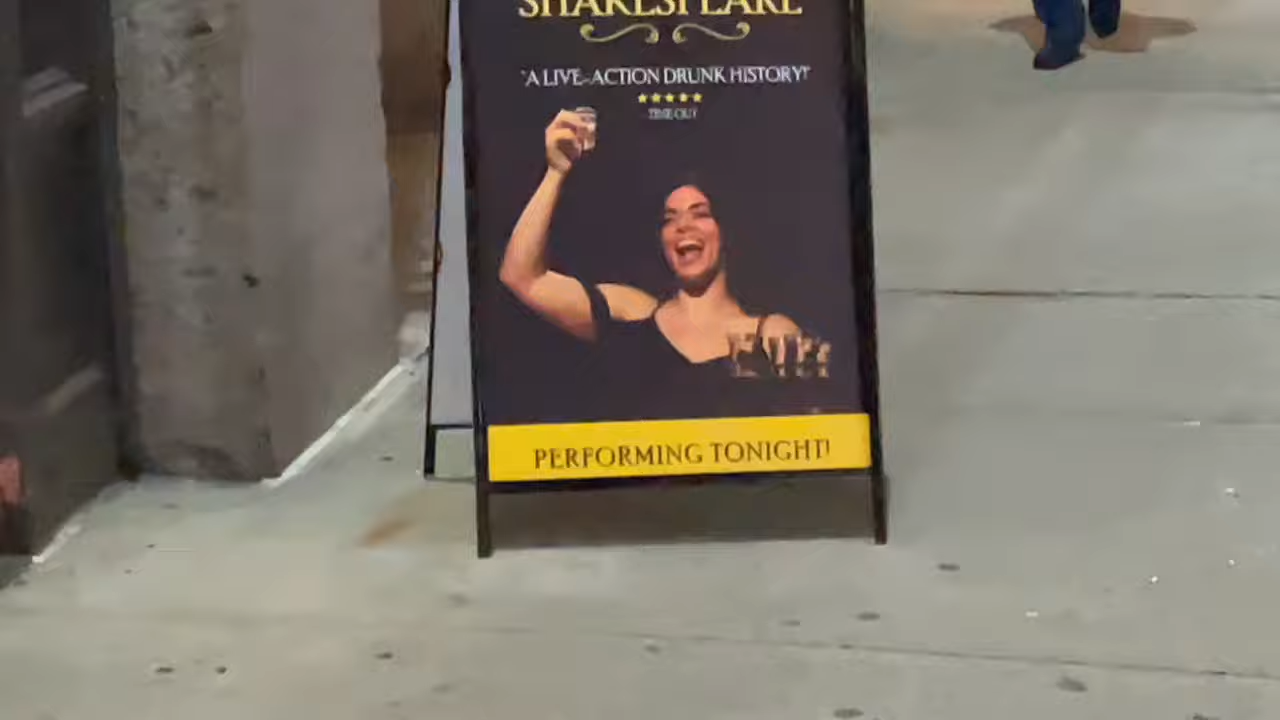 SHAKESPEARE
"A LIVE-ACTION DRUNK HISTORY!"
TIME OUT
PERFORMING TONIGHT!